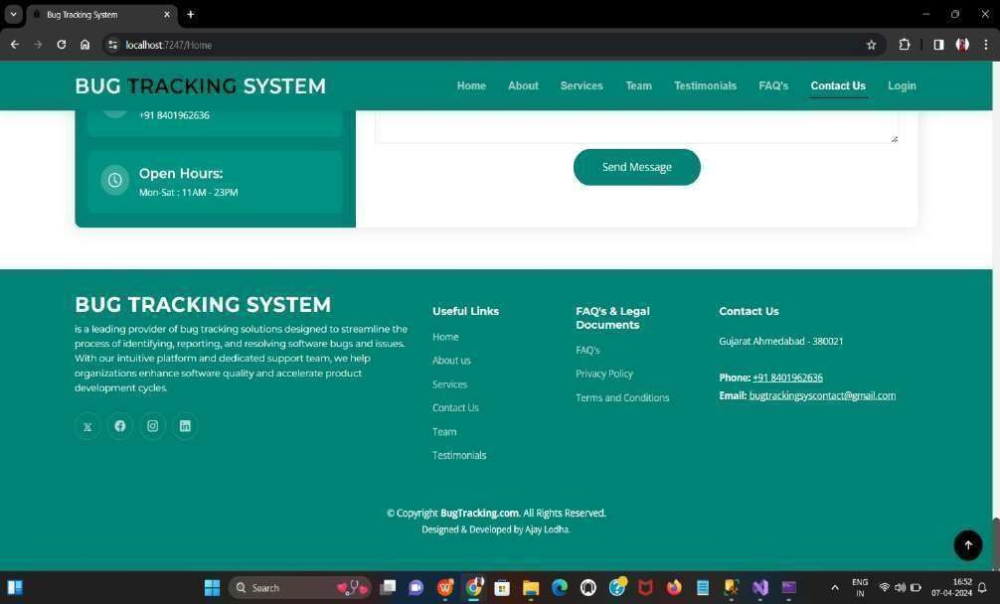 Bug Tracking System
localhost:7247/Home
BUG TRACKING SYSTEM
Home About Services Team Testimonials FAQ's Contact Us Login
+91 8401962636
Open Hours:
Mon-Sat : 11AM - 23PM
Send Message
BUG TRACKING SYSTEM
is a leading provider of bug tracking solutions designed to streamline the
process of identifying, reporting, and resolving software bugs and issues.
With our intuitive platform and dedicated support team, we help
organizations enhance software quality and accelerate product
development cycles.
Useful Links
Home
About us
Services
Contact Us
Team
Testimonials
FAQ's & Legal
Documents
FAQ's
Privacy Policy
Terms and Conditions
Contact Us
Gujarat Ahmedabad - 380021
Phone: +91 8401962636
Email: bugtrackingsyscontact@gmail.com
© Copyright BugTracking.com. All Rights Reserved.
Designed & Developed by Ajay Lodha.
Search
ENG
IN
16:52
07-04-2024